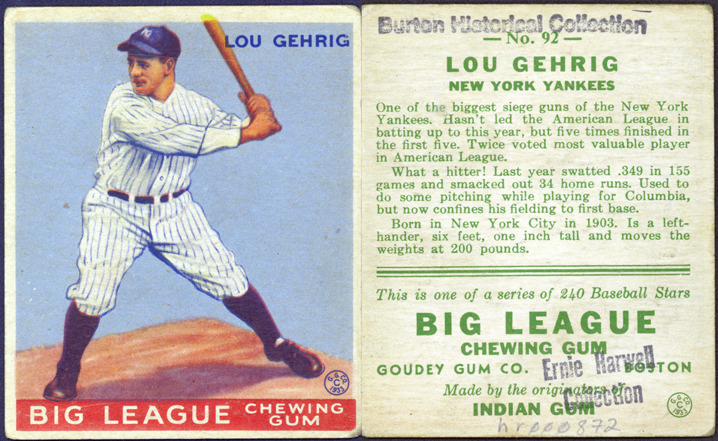 LOU GEHRIG
NY
G.G.CO.
C
1933
BIG LEAGUE CHEWING GUM
Burton Historical Collection
— No. 92 —
LOU GEHRIG
NEW YORK YANKEES
One of the biggest siege guns of the New York
Yankees. Hasn't led the American League in
batting up to this year, but five times finished in
the first five. Twice voted most valuable player
in American League.
What a hitter! Last year swatted .349 in 155
games and smacked out 34 home runs. Used to
do some pitching while playing for Columbia,
but now confines his fielding to first base.
Born in New York City in 1903. Is a left-
hander, six feet, one inch tall and moves the
weights at 200 pounds.
This is one of a series of 240 Baseball Stars
BIG LEAGUE
CHEWING GUM
GOUDEY GUM CO. BOSTON
Ernie Harwell
Collection
Made by the originators of
INDIAN GUM
G.G.CO.
C
1933
hr000872